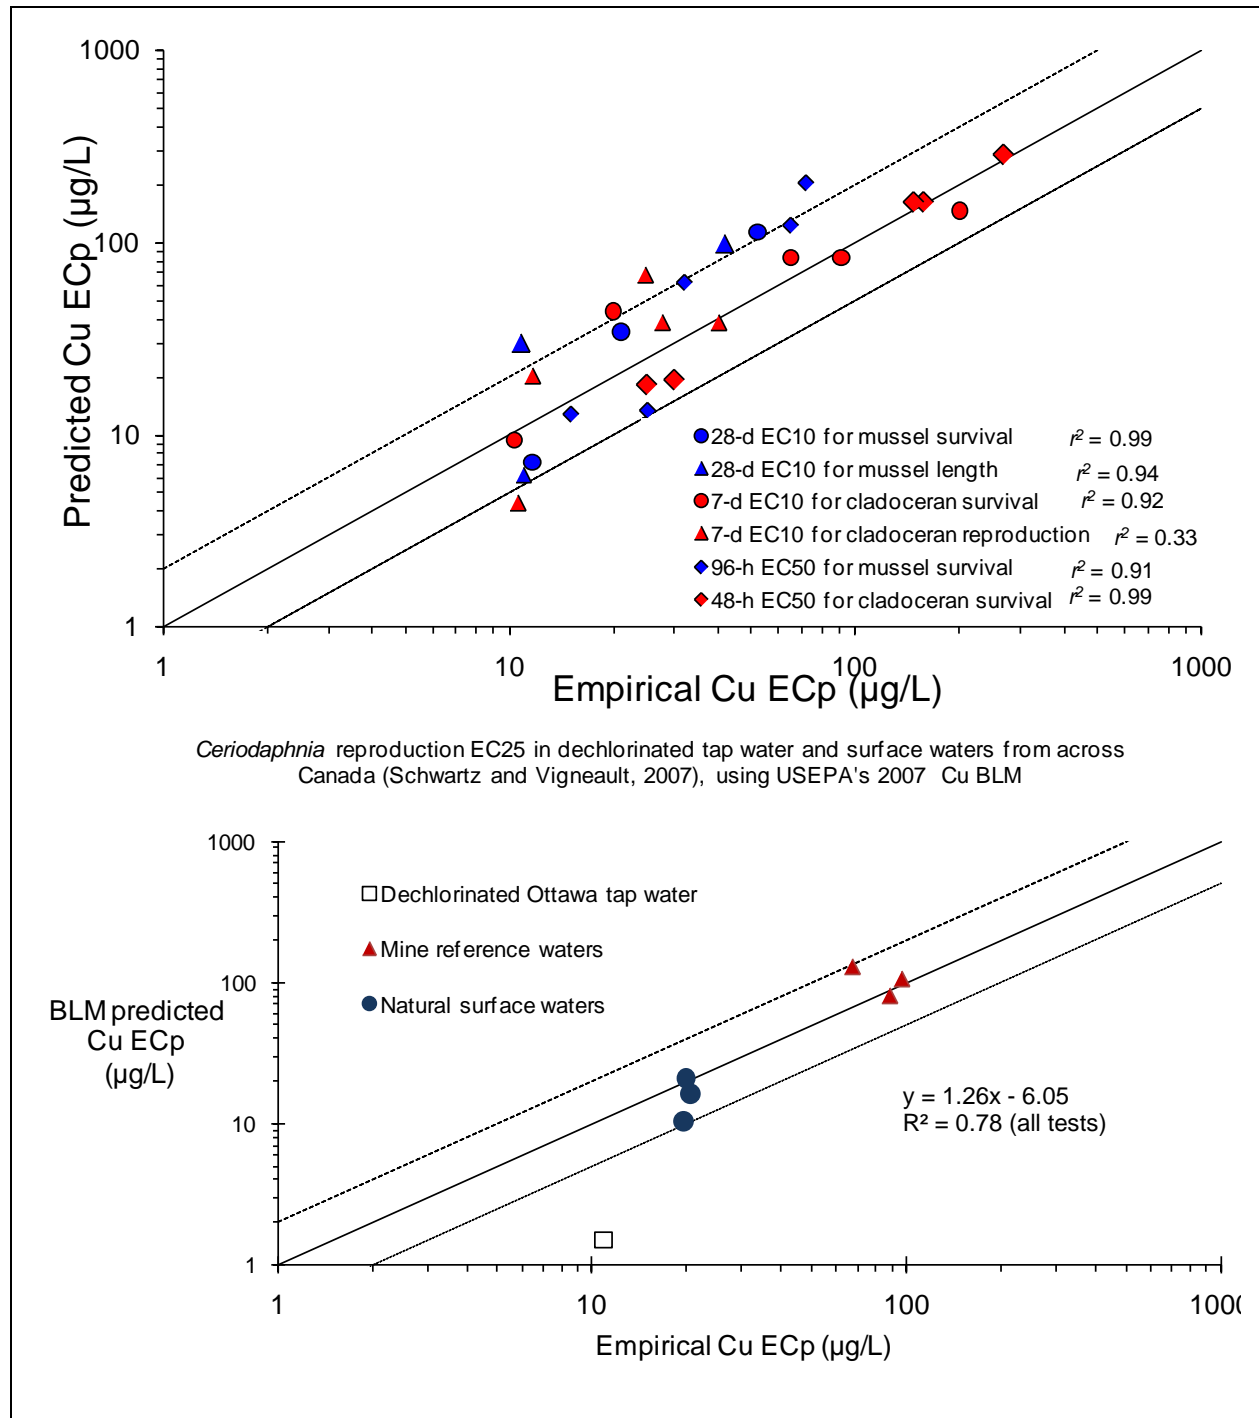 1000
100
10
1
Predicted Cu ECp (µg/L)
28-d EC10 for mussel survival r² = 0.99
28-d EC10 for mussel length r² = 0.94
7-d EC10 for cladoceran survival r² = 0.92
7-d EC10 for cladoceran reproduction r² = 0.33
96-h EC50 for mussel survival r² = 0.91
48-h EC50 for cladoceran survival r² = 0.99
1 10 100 1000
Empirical Cu ECp (µg/L)
Ceriodaphnia reproduction EC25 in dechlorinated tap water and surface waters from across
Canada (Schwartz and Vigneault, 2007), using USEPA's 2007 Cu BLM
1000
100
10
1
BLM predicted
Cu ECp
(µg/L)
Dechlorinated Ottawa tap water
Mine reference waters
Natural surface waters
y = 1.26x - 6.05
R² = 0.78 (all tests)
1 10 100 1000
Empirical Cu ECp (µg/L)